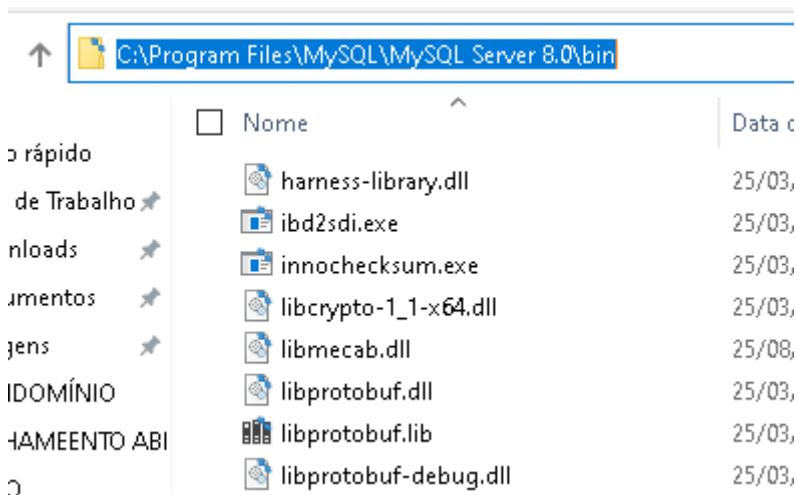 C:\Program Files\MySQL\MySQL Server 8.0\bin
Nome
Data
rápido
de Trabalho
harness-library.dll
25/03,
ibd2sdi.exe
25/03,
innochecksum.exe
25/03,
libcrypto-1_1-x64.dll
25/03,
libmecab.dll
25/08,
libprotobuf.dll
25/03,
libprotobuf.lib
25/03,
libprotobuf-debug.dll
25/03,
nloads
umentos
gens
NDOMÍNIO
HAMEENTO ABI